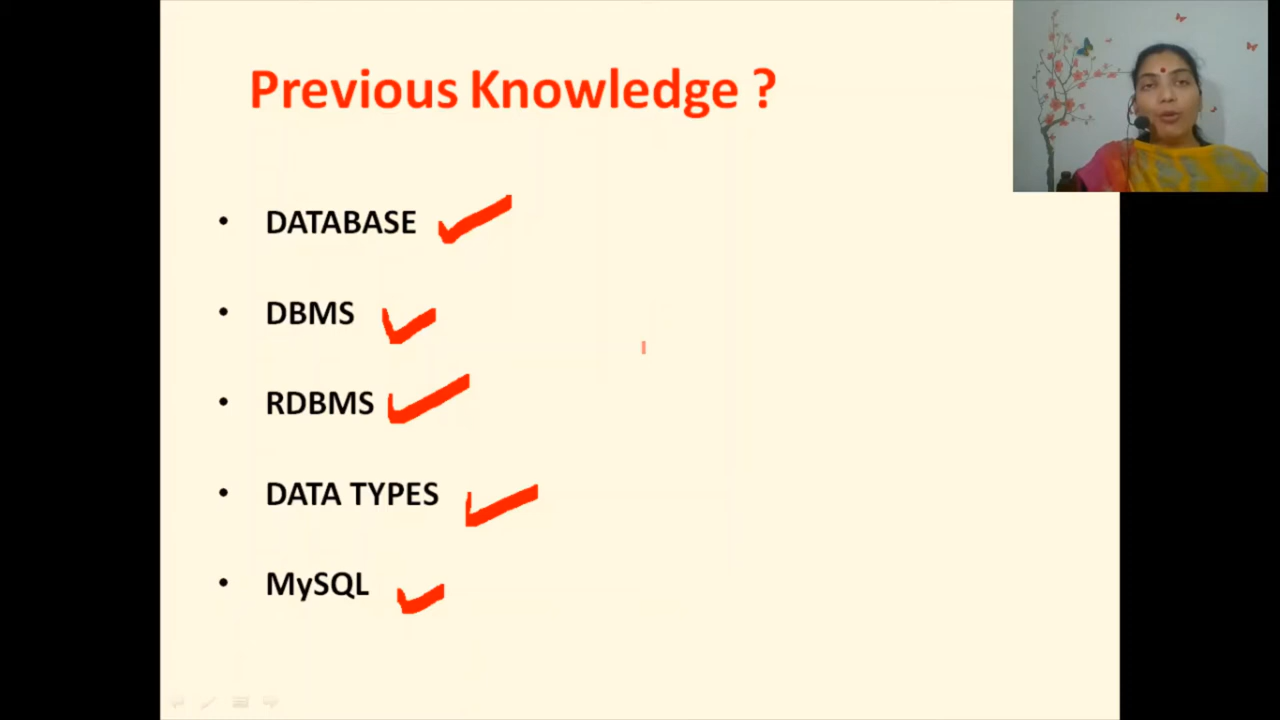 Previous Knowledge ?
• DATABASE
• DBMS
• RDBMS
• DATA TYPES
• MySQL